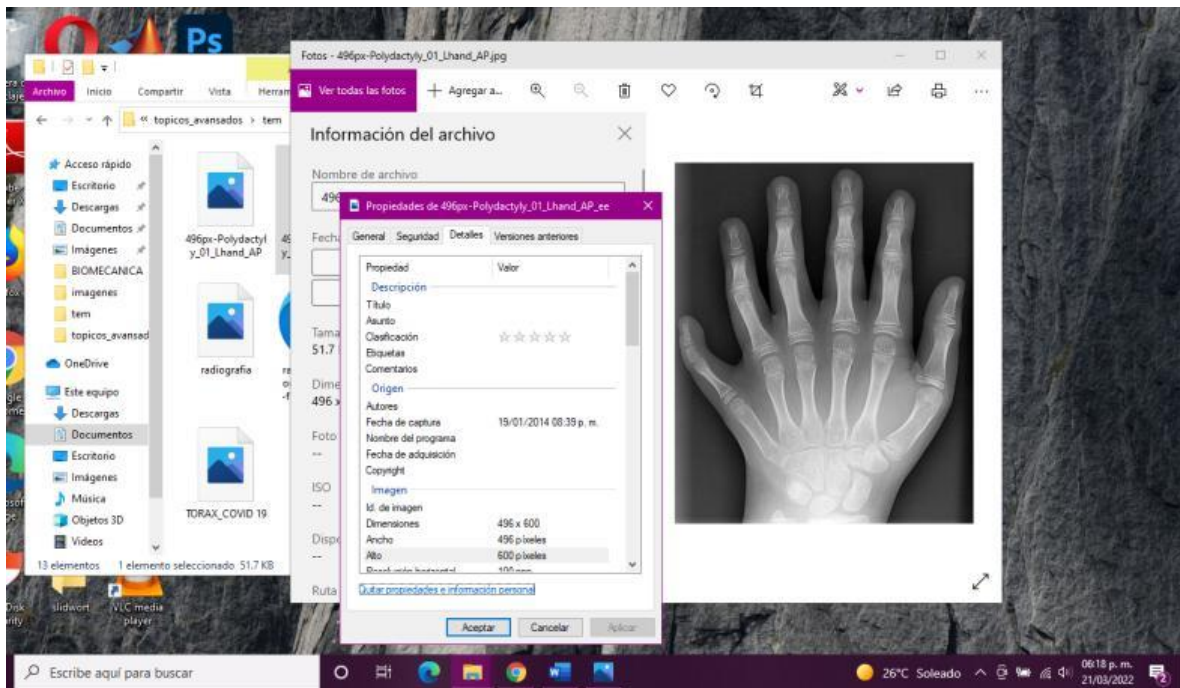 Ps
Archivo Inicio Compartir Vista
topicos_avansados > tem
Acceso rápido
Escritorio
Descargas
Documentos
Imágenes
BIOMECANICA
imagenes
tem
topicos_avansad
OneDrive
Este equipo
Descargas
Documentos
Escritorio
Imágenes
Música
Objetos 3D
Videos
496px-Polydactyl
y_01_Lhand_AP
radiografia
TORAX_COVID 19
13 elementos 1 elemento seleccionado 51.7 KB
Fotos - 496px-Polydactyly_01_Lhand_AP.jpg
Ver todas las fotos + Agregar a...
Información del archivo
Nombre de archivo
496
Fech
Tama
51.7
Dime
496 x
Foto
--
ISO
--
Dispo
--
Ruta
Propiedades de 496px-Polydactyly_01_Lhand_AP_ee
General Seguridad Detalles Versiones anteriores
Propiedad Valor
Descripción
Título
Asunto
Clasificación
Etiquetas
Comentarios
Origen
Autores
Fecha de captura 19/01/2014 08:39 p. m.
Nombre del programa
Fecha de adquisición
Copyright
Imagen
Id. de imagen
Dimensiones 496 x 600
Ancho 496 píxeles
Alto 600 píxeles
Quitar propiedades e información personal
Aceptar Cancelar Aplicar
slidwort
VLC media
player
Escribe aquí para buscar
26°C Soleado
06:18 p. m.
21/03/2022
2